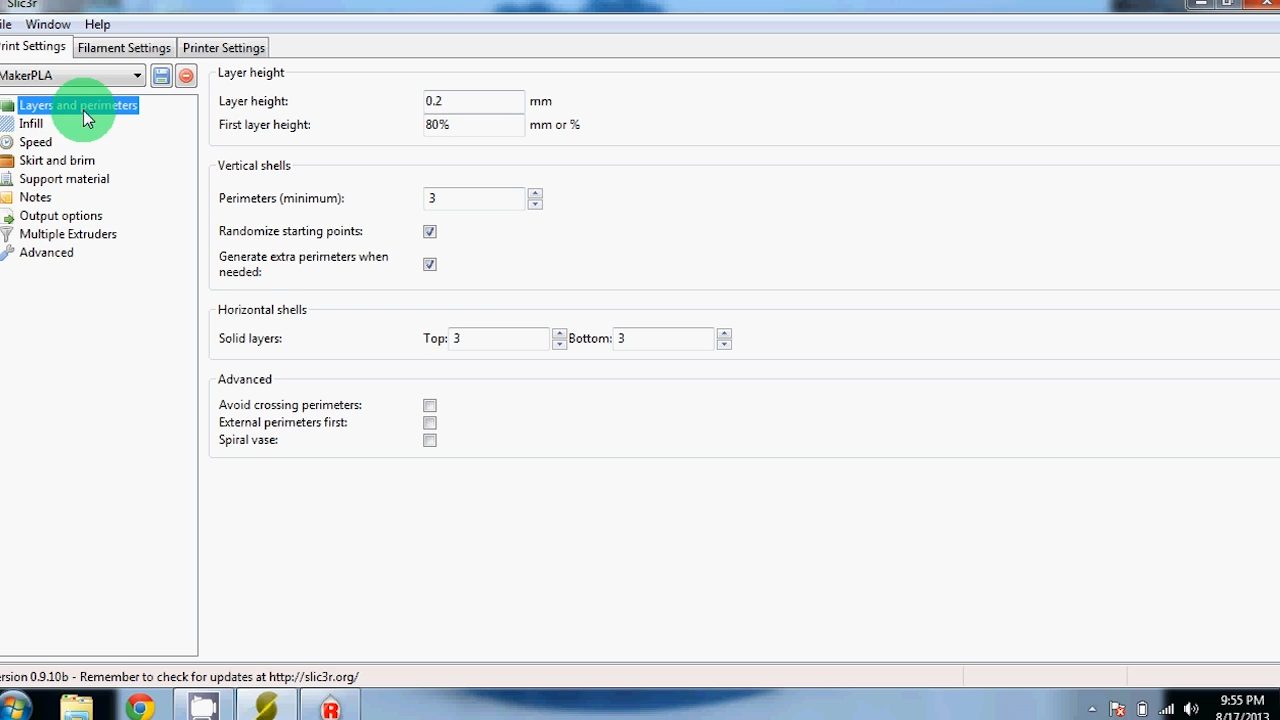 Slic3r
ile Window Help
rint Settings Filament Settings Printer Settings
MakerPLA
Layers and perimeters
Infill
Speed
Skirt and brim
Support material
Notes
Output options
Multiple Extruders
Advanced
Layer height
Layer height: 0.2 mm
First layer height: 80% mm or %
Vertical shells
Perimeters (minimum): 3
Randomize starting points:
Generate extra perimeters when
needed:
Horizontal shells
Solid layers: Top: 3 Bottom: 3
Advanced
Avoid crossing perimeters:
External perimeters first:
Spiral vase:
ersion 0.9.10b - Remember to check for updates at http://slic3r.org/
9:55 PM
8/17/2013